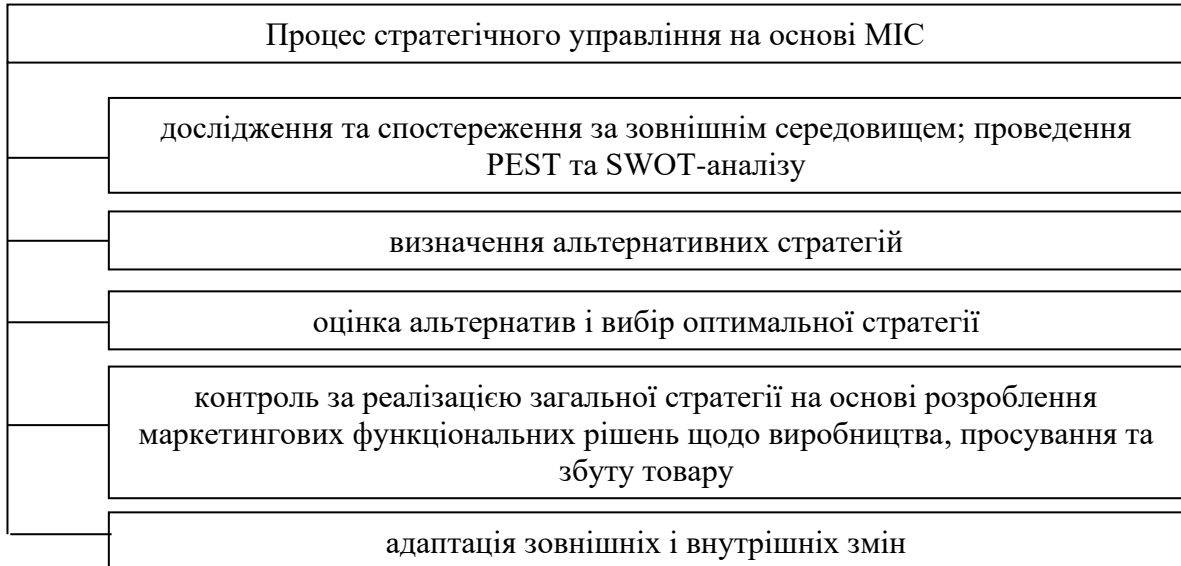 Процес стратегічного управління на основі МІС
дослідження та спостереження за зовнішнім середовищем; проведення
PEST та SWOT-аналізу
визначення альтернативних стратегій
оцінка альтернатив і вибір оптимальної стратегії
контроль за реалізацією загальної стратегії на основі розроблення
маркетингових функціональних рішень щодо виробництва, просування та
збуту товару
адаптація зовнішніх і внутрішніх змін